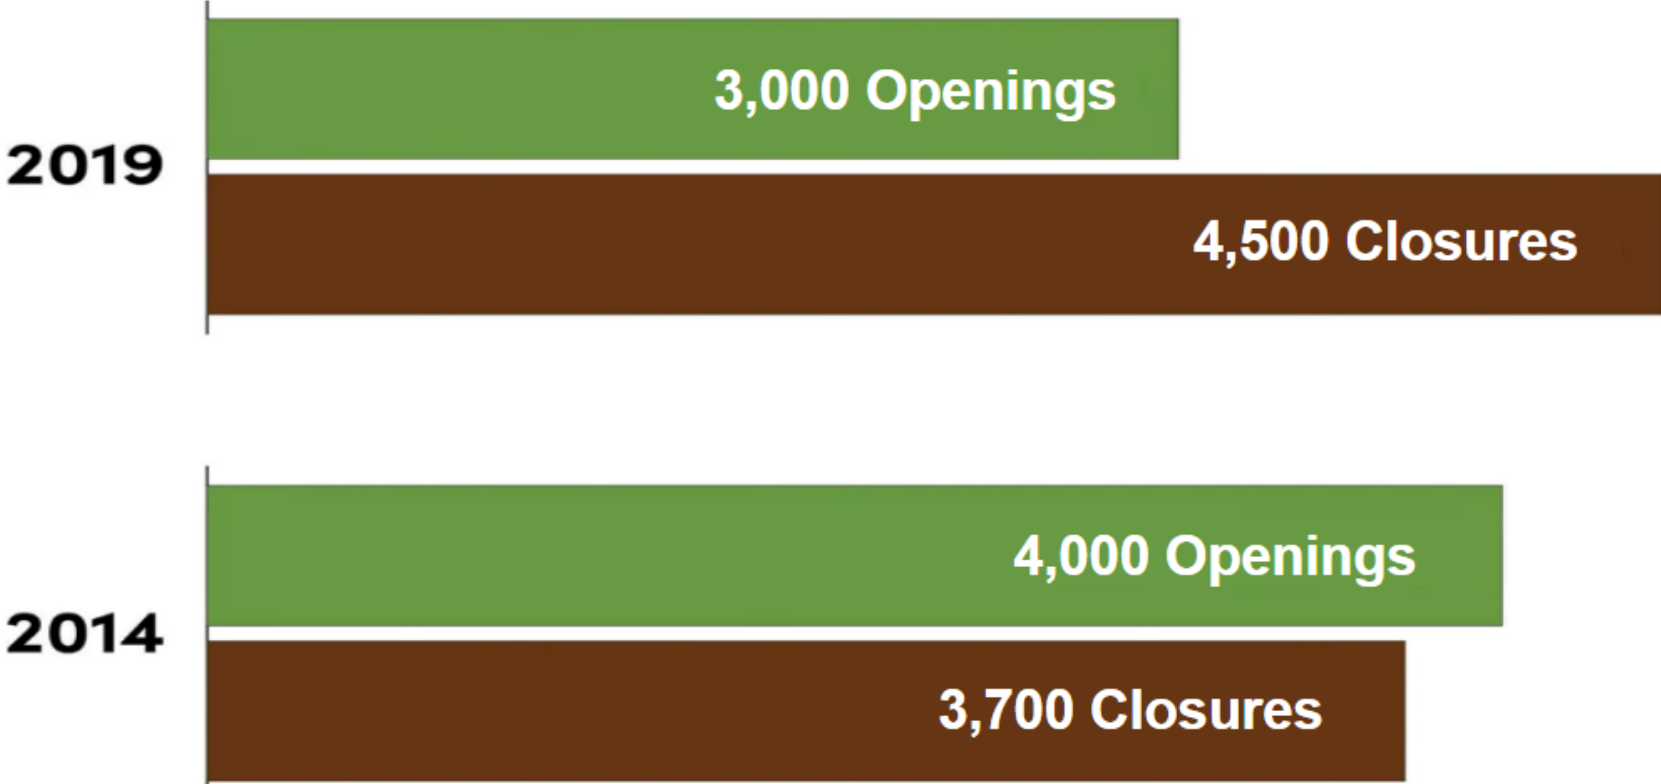 3,000 Openings
2019
4,500 Closures
4,000 Openings
2014
3,700 Closures